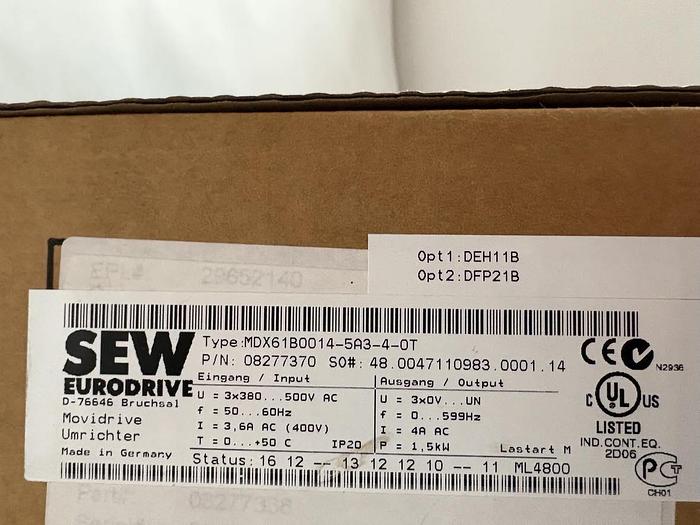 EPL# 29652140
Opt1:DEH11B
Opt2:DFP21B
SEW
EURODRIVE
D-76646 Bruchsal
Movidrive
Umrichter
Made in Germany
Type:MDX61B0014-5A3-4-0T
P/N: 08277370 SO#: 48.0047110983.0001.14
Eingang / Input
U = 3x380...500V AC
f = 50...60Hz
I = 3,6A AC (400V)
T = 0...+50 C IP20
Ausgang / Output
U = 3x0V...UN
f = 0...599Hz
I = 4A AC
P = 1,5kW Lastart M
Status: 16 12 -- 13 12 12 10 -- 11 ML4800
CE
N2936
C UL US
LISTED
IND.CONT.EQ.
2D06
PCT
CH01
08277338